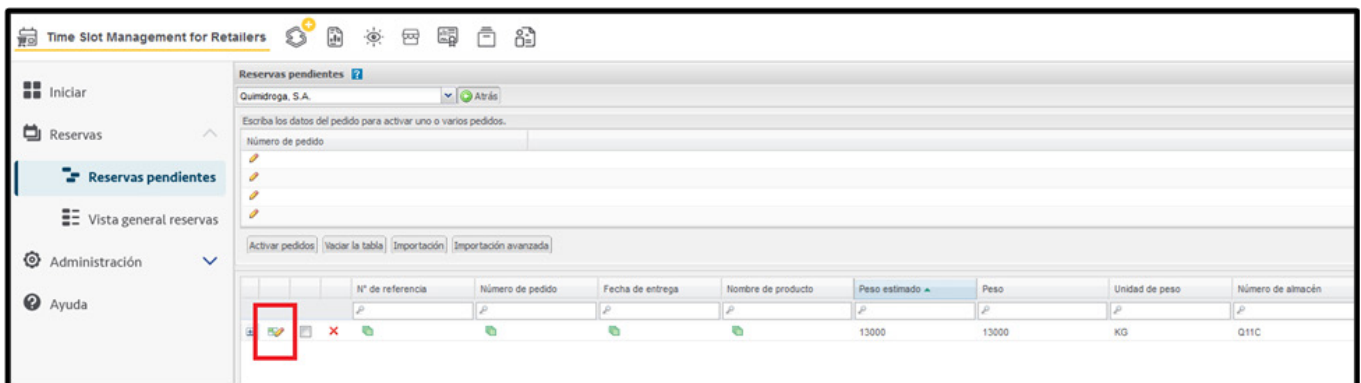 Time Slot Management for Retailers
Iniciar
Reservas
Reservas pendientes
Vista general reservas
Administración
Ayuda
Reservas pendientes ?
Quimidroga, S.A. Atrás
Escriba los datos del pedido para activar uno o varios pedidos.
Número de pedido
Activar pedidos Vaciar la tabla Importación Importación avanzada
N° de referencia Número de pedido Fecha de entrega Nombre de producto Peso estimado Peso Unidad de peso Número de almacén
13000 13000 KG Q11C